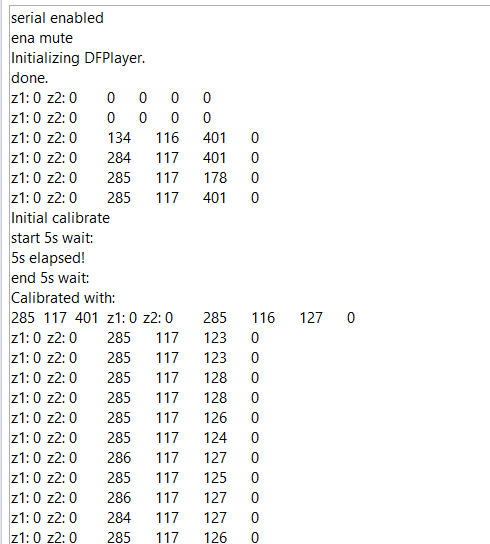 serial enabled
ena mute
Initializing DFPlayer.
done.
z1: 0 z2: 0 0 0 0 0
z1: 0 z2: 0 0 0 0 0
z1: 0 z2: 0 134 116 401 0
z1: 0 z2: 0 284 117 401 0
z1: 0 z2: 0 285 117 178 0
z1: 0 z2: 0 285 117 401 0
Initial calibrate
start 5s wait:
5s elapsed!
end 5s wait:
Calibrated with:
285 117 401 z1: 0 z2: 0 285 116 127 0
z1: 0 z2: 0 285 117 123 0
z1: 0 z2: 0 285 117 123 0
z1: 0 z2: 0 285 117 128 0
z1: 0 z2: 0 285 117 128 0
z1: 0 z2: 0 285 117 126 0
z1: 0 z2: 0 285 117 124 0
z1: 0 z2: 0 286 117 127 0
z1: 0 z2: 0 285 117 125 0
z1: 0 z2: 0 286 117 127 0
z1: 0 z2: 0 284 117 127 0
z1: 0 z2: 0 285 117 126 0